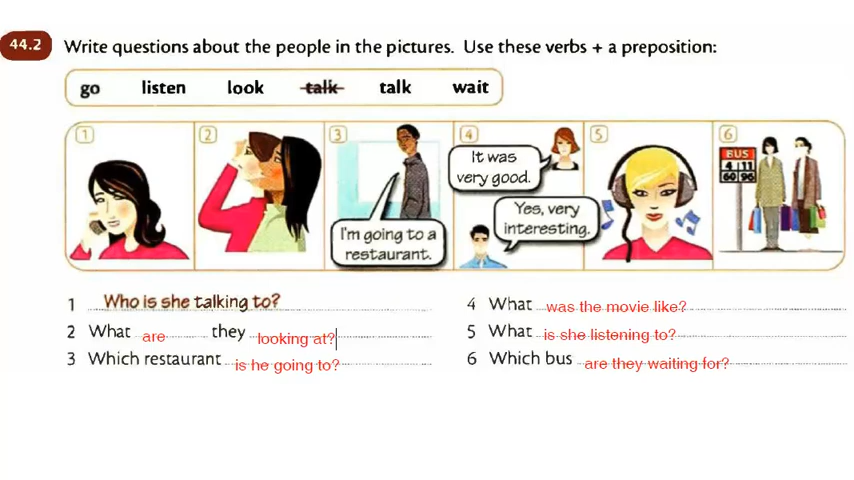 44.2 Write questions about the people in the pictures. Use these verbs + a preposition:
go listen look talk talk wait
1 2 3 4 5 6
I'm going to a
restaurant.
It was
very good.
Yes, very
interesting.
BUS
4 11
60 96
1 Who is she talking to?
2 What are they looking at?
3 Which restaurant is he going to?
4 What was the movie like?
5 What is she listening to?
6 Which bus are they waiting for?